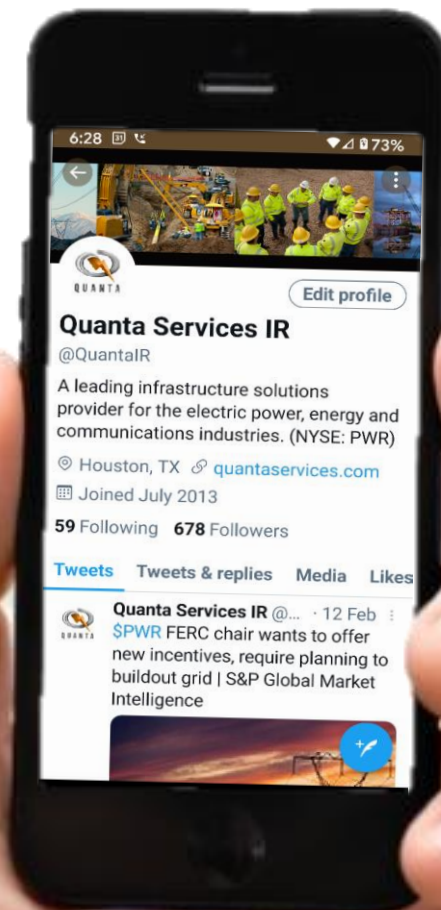 6:28 31 73%
QUANTA
Edit profile
Quanta Services IR
@QuantaIR
A leading infrastructure solutions
provider for the electric power, energy and
communications industries. (NYSE: PWR)
Houston, TX quantaservices.com
Joined July 2013
59 Following 678 Followers
Tweets Tweets & replies Media Likes
Quanta Services IR @... · 12 Feb
QUANTA
$PWR FERC chair wants to offer
new incentives, require planning to
buildout grid | S&P Global Market
Intelligence